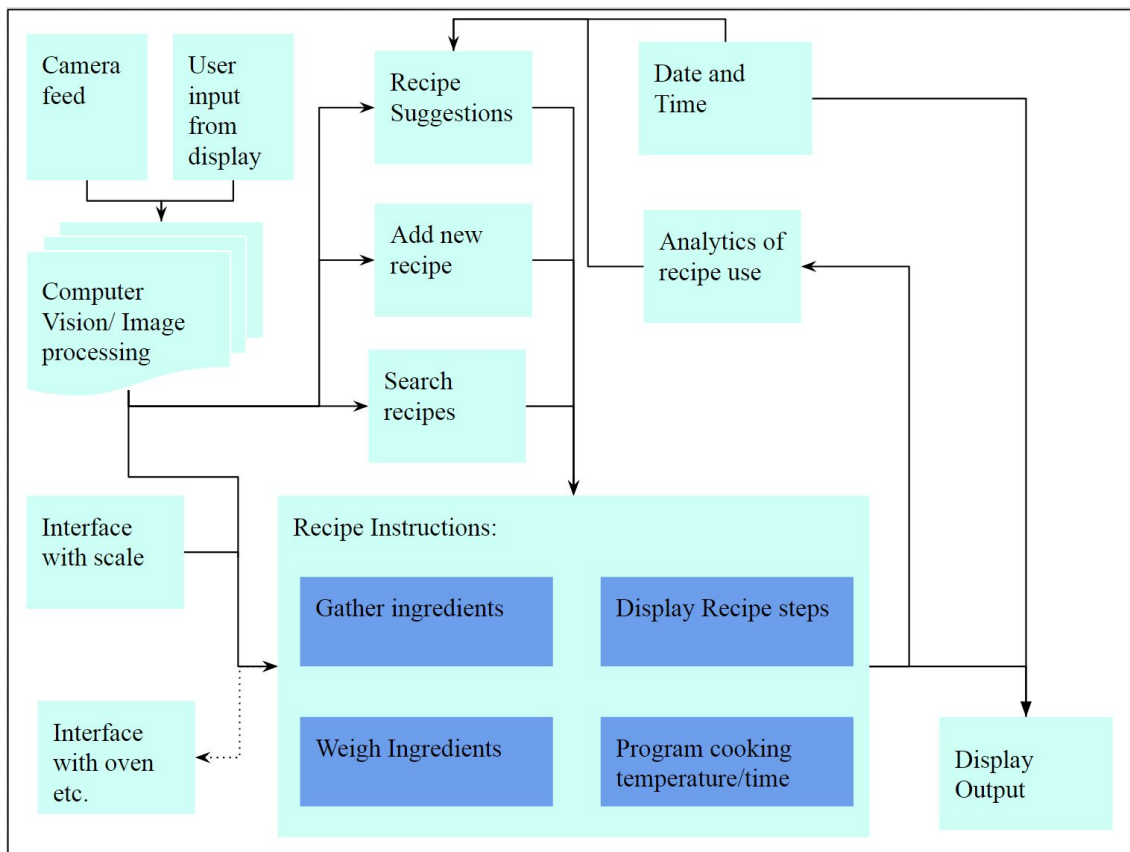 Camera
feed
User
input
from
display
Recipe
Suggestions
Date and
Time
Add new
recipe
Analytics of
recipe use
Computer
Vision/ Image
processing
Search
recipes
Interface
with scale
Recipe Instructions:
Gather ingredients
Display Recipe steps
Interface
with oven
etc.
Weigh Ingredients
Program cooking
temperature/time
Display
Output